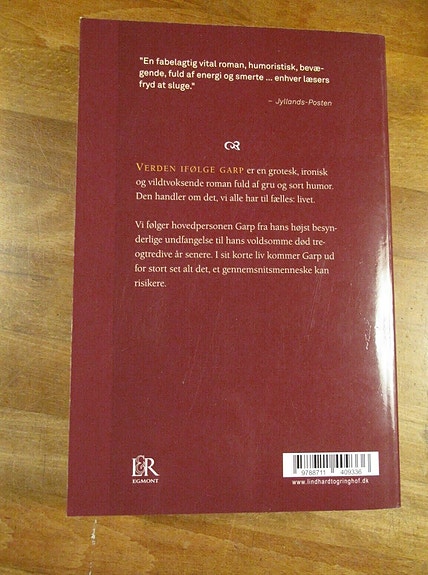 "En fabelagtig vital roman, humoristisk, bevæ-
gende, fuld af energi og smerte ... enhver læsers
fryd at sluge."
– Jyllands-Posten
VERDEN IFØLGE GARP er en grotesk, ironisk
og vildtvoksende roman fuld af gru og sort humor.
Den handler om det, vi alle har til fælles: livet.
Vi følger hovedpersonen Garp fra hans højst besyn-
derlige undfangelse til hans voldsomme død tre-
ogtredive år senere. I sit korte liv kommer Garp ud
for stort set alt det, et gennemsnitsmenneske kan
risikere.
L&R
EGMONT
9788711 409336
www.lindhardtogringhof.dk